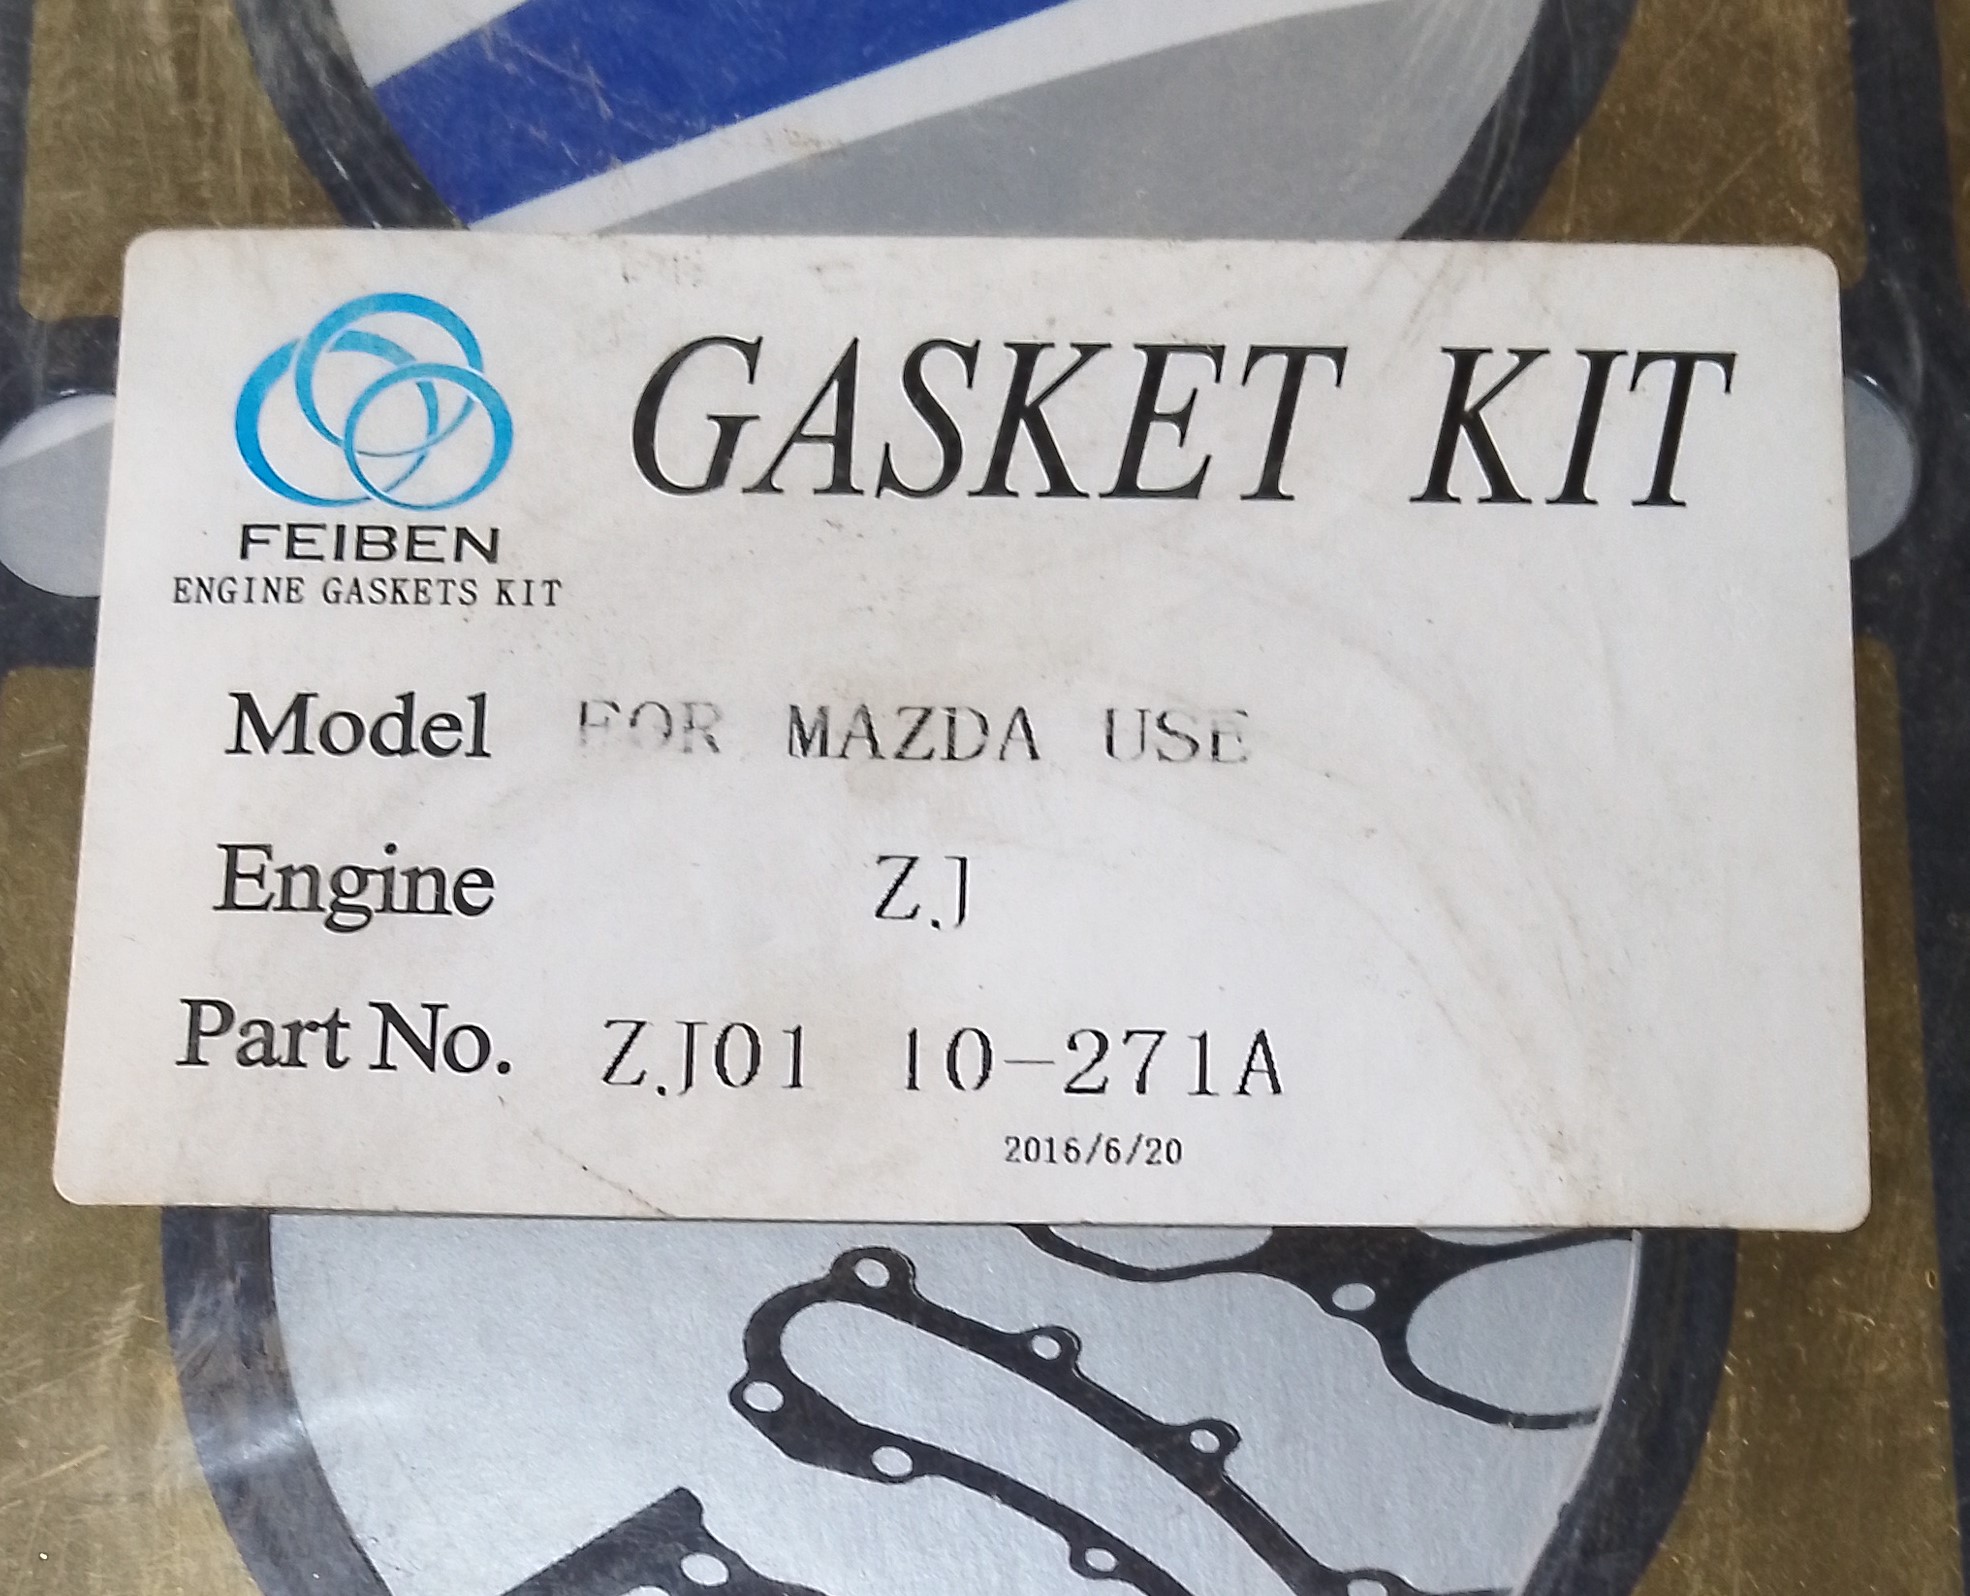 GASKET KIT
FEIBEN
ENGINE GASKETS KIT
Model FOR MAZDA USE
Engine ZJ
Part No. ZJ01 10-271A
2016/6/20